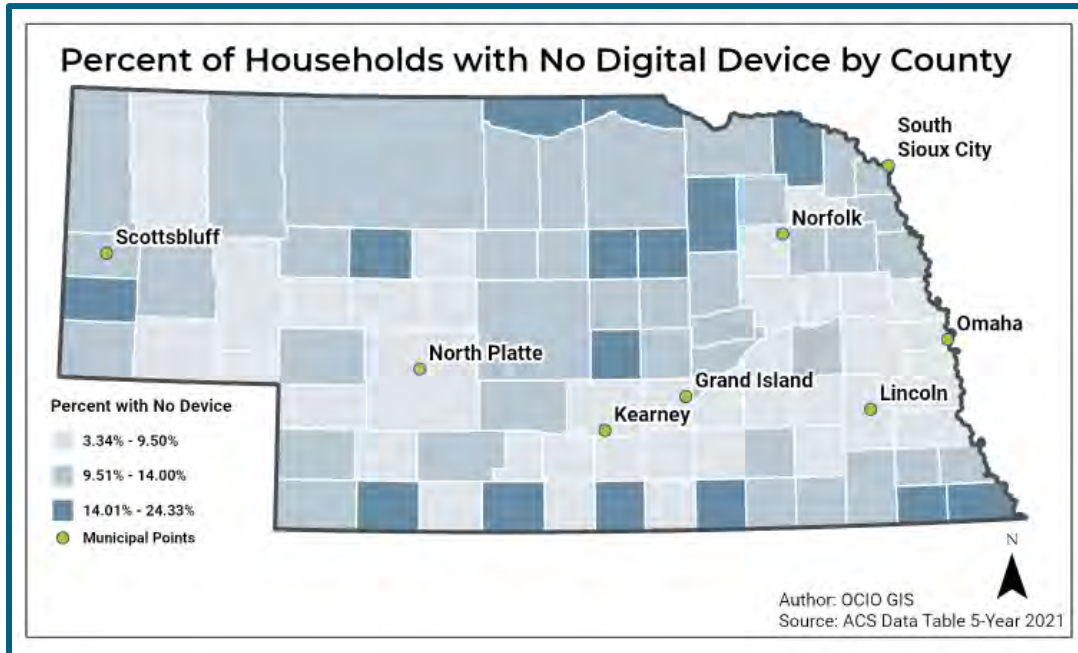 Percent of Households with No Digital Device by County
South
Sioux City
Norfolk
Scottsbluff
Omaha
North Platte
Grand Island
Lincoln
Kearney
Percent with No Device
3.34% - 9.50%
9.51% - 14.00%
14.01% - 24.33%
Municipal Points
N
Author: OCIO GIS
Source: ACS Data Table 5-Year 2021